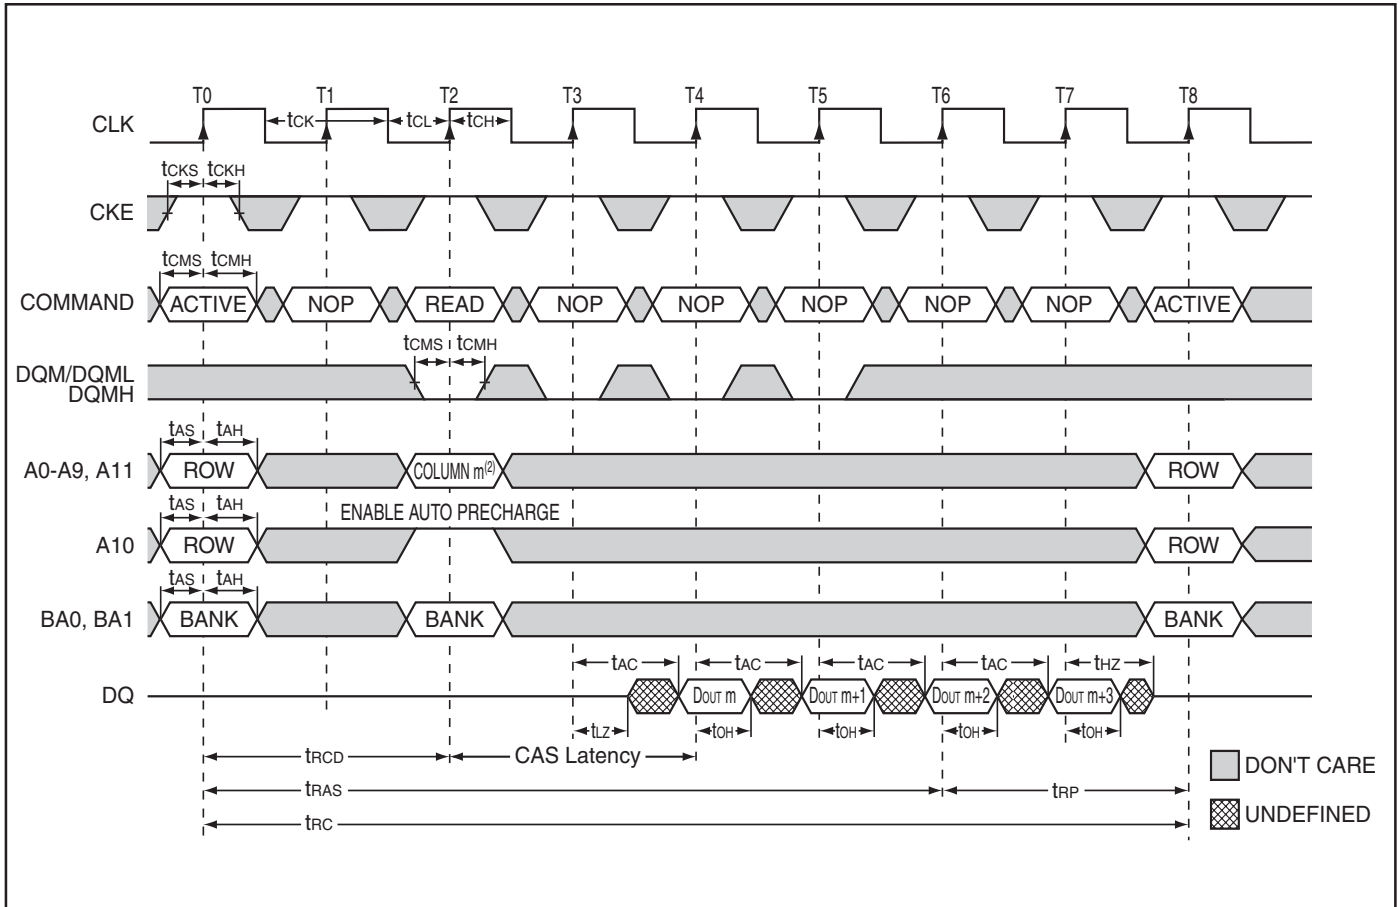 T0 T1 T2 T3 T4 T5 T6 T7 T8
CLK tCK tCL tCH
tCKS tCKH
CKE
tCMS tCMH
COMMAND ACTIVE NOP READ NOP NOP NOP NOP NOP ACTIVE
tCMS tCMH
DQM/DQML
DQMH
tAS tAH
A0-A9, A11 ROW COLUMN m(2) ROW
tAS tAH ENABLE AUTO PRECHARGE
A10 ROW ROW
tAS tAH
BA0, BA1 BANK BANK BANK
tAC tAC tAC tAC tHZ
DQ DOUT m DOUT m+1 DOUT m+2 DOUT m+3
tLZ tOH tOH tOH tOH
tRCD CAS Latency
DON'T CARE
tRAS tRP
UNDEFINED
tRC